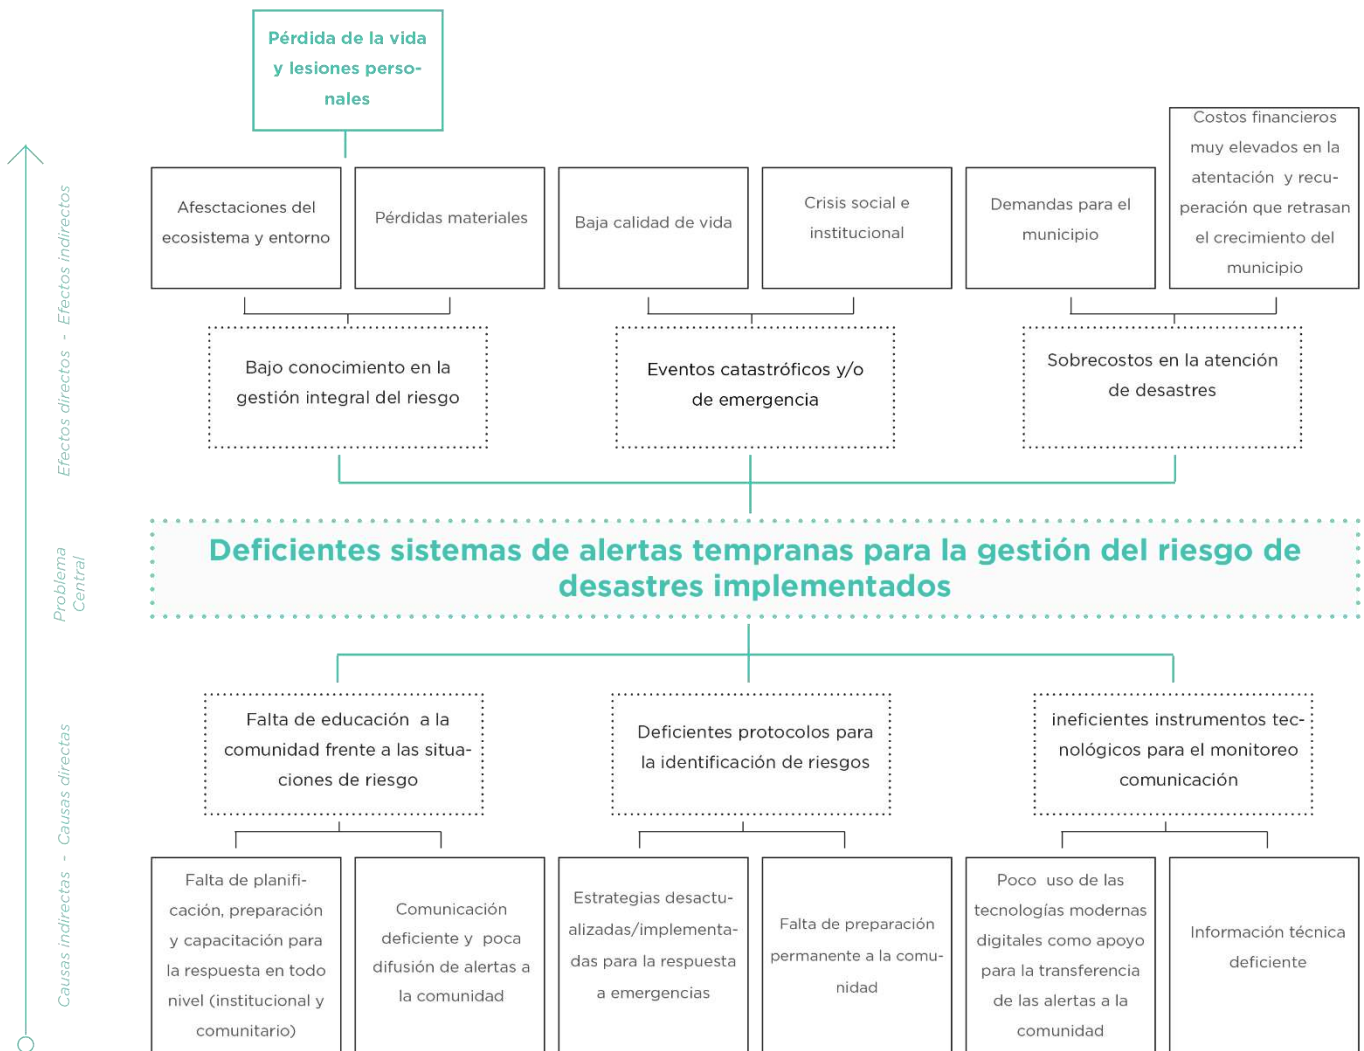 Pérdida de la vida
y lesiones perso-
nales
Afesctaciones del
ecosistema y entorno
Pérdidas materiales
Baja calidad de vida
Crisis social e
institucional
Demandas para el
municipio
Costos financieros
muy elevados en la
atentación y recu-
peración que retrasan
el crecimiento del
municipio
Efectos directos - Efectos indirectos
Bajo conocimiento en la
gestión integral del riesgo
Eventos catastróficos y/o
de emergencia
Sobrecostos en la atención
de desastres
Problema
Central
Deficientes sistemas de alertas tempranas para la gestión del riesgo de
desastres implementados
Causas indirectas - Causas directas
Falta de educación a la
comunidad frente a las situa-
ciones de riesgo
Deficientes protocolos para
la identificación de riesgos
ineficientes instrumentos tec-
nológicos para el monitoreo
comunicación
Falta de planifi-
cación, preparación
y capacitación para
la respuesta en todo
nivel (institucional y
comunitario)
Comunicación
deficiente y poca
difusión de alertas a
la comunidad
Estrategias desactu-
alizadas/implementa-
das para la respuesta
a emergencias
Falta de preparación
permanente a la comu-
nidad
Poco uso de las
tecnologías modernas
digitales como apoyo
para la transferencia
de las alertas a la
comunidad
Información técnica
deficiente